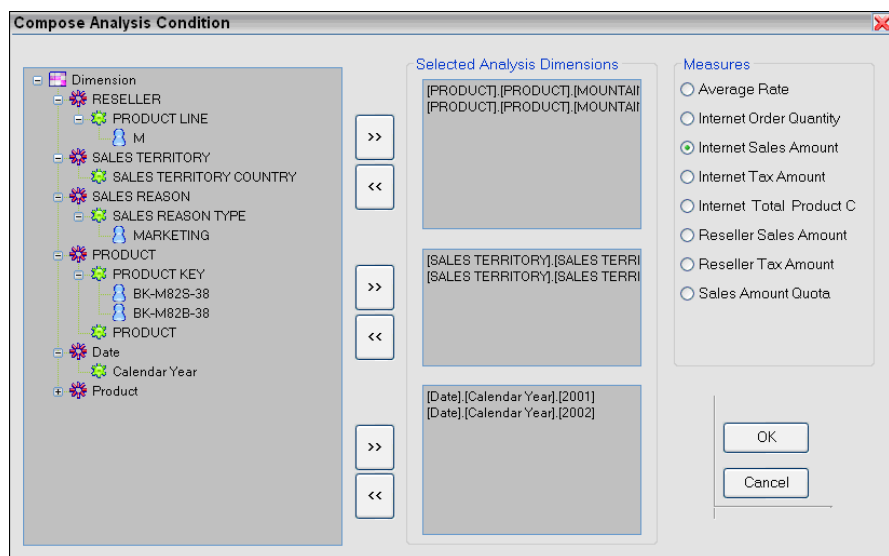 Compose Analysis Condition
Dimension
RESELLER
PRODUCT LINE
M
SALES TERRITORY
SALES TERRITORY COUNTRY
SALES REASON
SALES REASON TYPE
MARKETING
PRODUCT
PRODUCT KEY
BK-M82S-38
BK-M82B-38
PRODUCT
Date
Calendar Year
Product
>>
<<
>>
<<
>>
<<
Selected Analysis Dimensions
[PRODUCT].[PRODUCT].[MOUNTAI
[PRODUCT].[PRODUCT].[MOUNTAI
[SALES TERRITORY].[SALES TERRI
[SALES TERRITORY].[SALES TERRI
[Date].[Calendar Year].[2001]
[Date].[Calendar Year].[2002]
Measures
Average Rate
Internet Order Quantity
Internet Sales Amount
Internet Tax Amount
Internet Total Product C
Reseller Sales Amount
Reseller Tax Amount
Sales Amount Quota
OK
Cancel